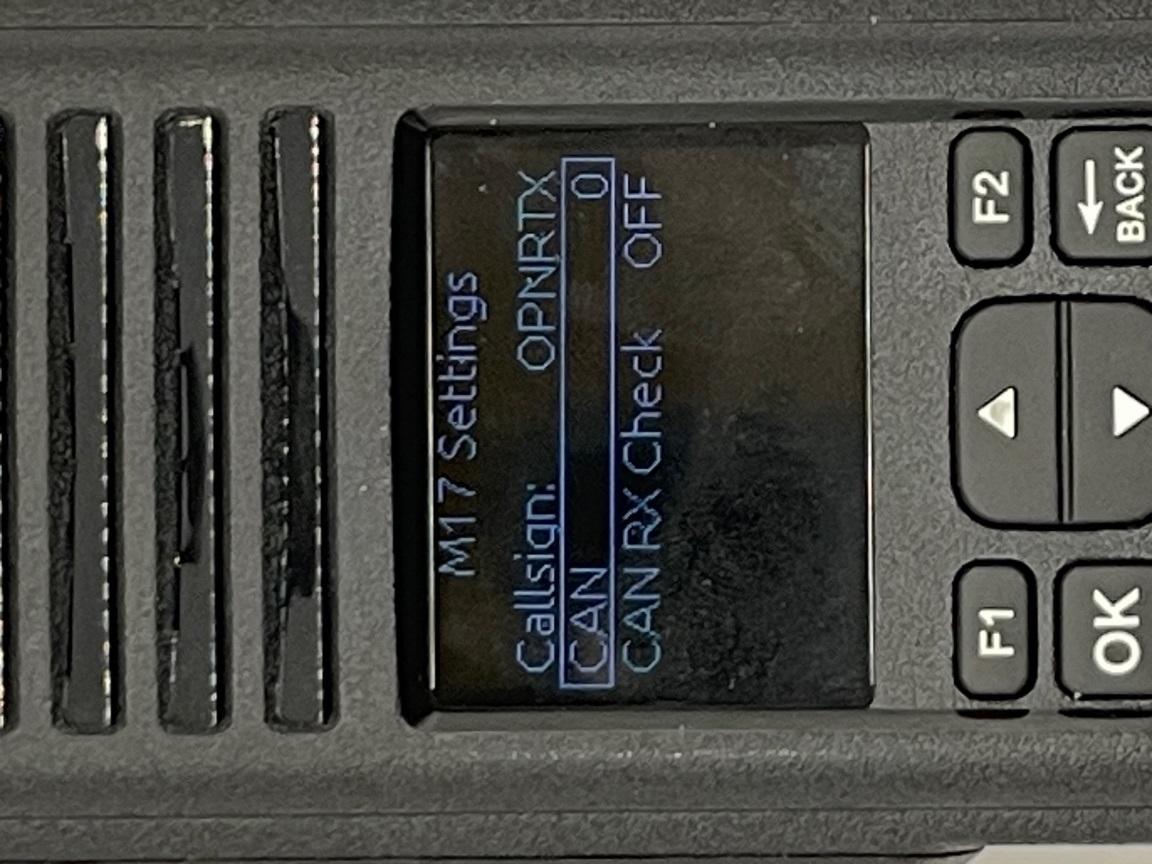 M17 Settings
Callsign: OPNRTX
CAN 0
CAN RX Check OFF
F1 F2
OK BACK